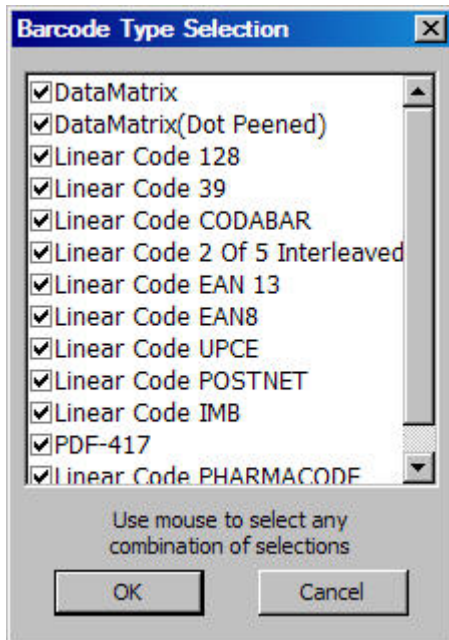 Barcode Type Selection
DataMatrix
DataMatrix(Dot Peened)
Linear Code 128
Linear Code 39
Linear Code CODABAR
Linear Code 2 Of 5 Interleaved
Linear Code EAN 13
Linear Code EAN8
Linear Code UPCE
Linear Code POSTNET
Linear Code IMB
PDF-417
Linear Code PHARMACODE
Use mouse to select any
combination of selections
OK Cancel